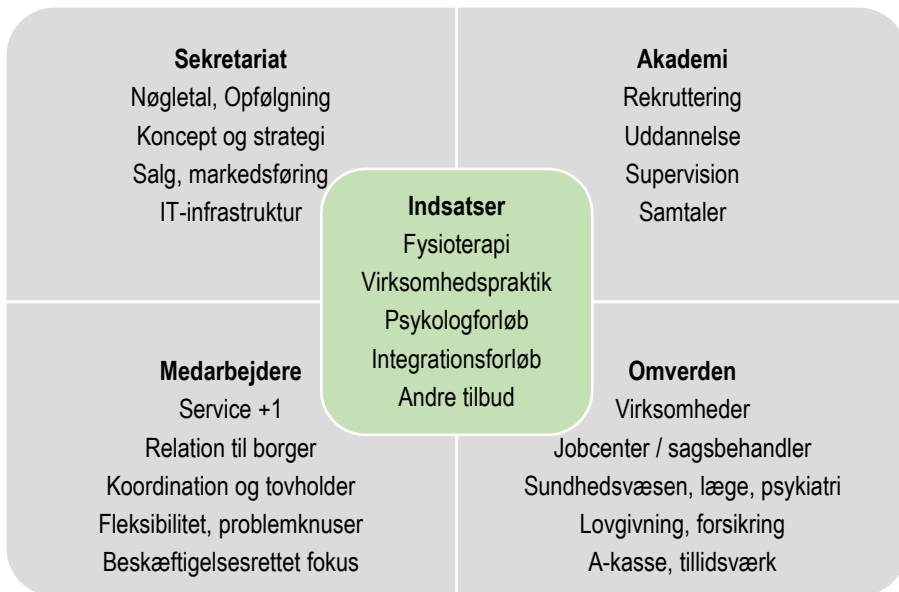 Sekretariat
Nøgletal, Opfølgning
Koncept og strategi
Salg, markedsføring
IT-infrastruktur
Akademi
Rekruttering
Uddannelse
Supervision
Samtaler
Indsatser
Fysioterapi
Virksomhedspraktik
Psykologforløb
Integrationsforløb
Andre tilbud
Medarbejdere
Service +1
Relation til borger
Koordination og tovholder
Fleksibilitet, problemknuser
Beskæftigelsesrettet fokus
Omverden
Virksomheder
Jobcenter / sagsbehandler
Sundhedsvæsen, læge, psykiatri
Lovgivning, forsikring
A-kasse, tillidsværk